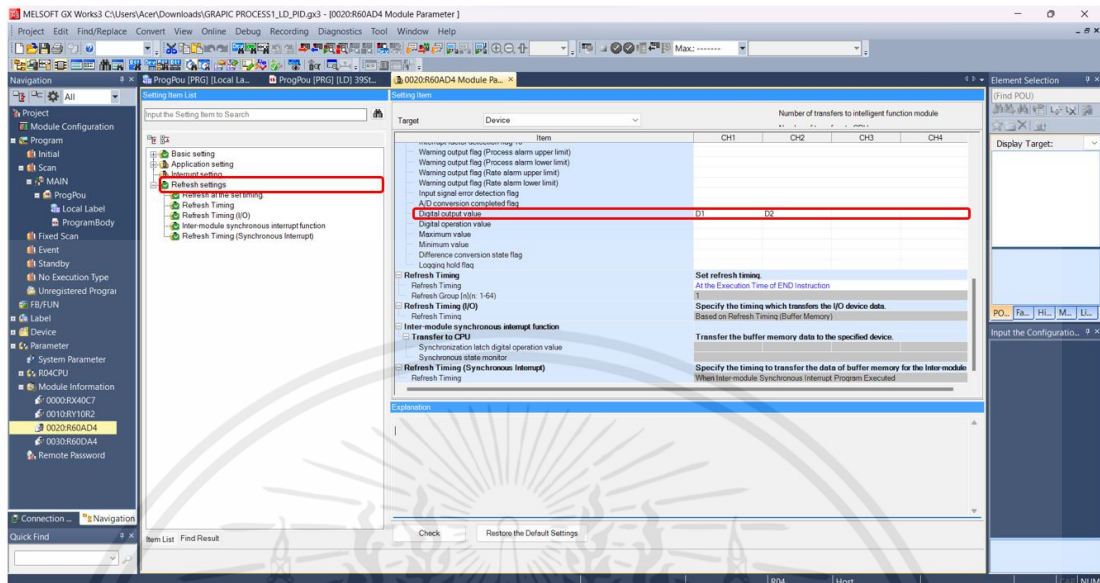 MELSOFT GX Works3 C:\Users\Acer\Downloads\GRAPIC PROCESS1_LD_PID.gx3 - [0020:R60AD4 Module Parameter ]
Project Edit Find/Replace Convert View Online Debug Recording Diagnostics Tool Window Help
Max.: -------
Navigation
ProgPou [PRG] [Local La...
ProgPou [PRG] [LD] 39St...
0020:R60AD4 Module Pa...
Element Selection
All
Setting Item List
Setting Item
(Find POU)
Project
Module Configuration
Program
Initial
Scan
MAIN
ProgPou
Local Label
ProgramBody
Fixed Scan
Event
Standby
No Execution Type
Unregistered Program
FB/FUN
Label
Device
Parameter
System Parameter
R04CPU
Module Information
0000:RX40C7
0010:RY10R2
0020:R60AD4
0030:R60DA4
Remote Password
Connection ...
Navigation
Quick Find
Input the Setting Item to Search
Basic setting
Application setting
Interrupt setting
Refresh settings
Refresh at the set timing.
Refresh Timing
Refresh Timing (I/O)
Inter-module synchronous interrupt function
Refresh Timing (Synchronous Interrupt)
Item List Find Result
Target Device
Number of transfers to intelligent function module
Item CH1 CH2 CH3 CH4
Warning output flag (Process alarm upper limit)
Warning output flag (Process alarm lower limit)
Warning output flag (Rate alarm upper limit)
Warning output flag (Rate alarm lower limit)
Input signal error detection flag
A/D conversion completed flag
Digital output value D1 D2
Digital operation value
Maximum value
Minimum value
Difference conversion state flag
Logging hold flag
Refresh Timing Set refresh timing.
Refresh Timing At the Execution Time of END Instruction
Refresh Group [n](n: 1-64) 1
Refresh Timing (I/O) Specify the timing which transfers the I/O device data.
Refresh Timing Based on Refresh Timing (Buffer Memory)
Inter-module synchronous interrupt function
Transfer to CPU Transfer the buffer memory data to the specified device.
Synchronization latch digital operation value
Synchronous state monitor
Refresh Timing (Synchronous Interrupt) Specify the timing to transfer the data of buffer memory for the Inter-module
Refresh Timing When Inter-module Synchronous Interrupt Program Executed
Explanation
Check Restore the Default Settings
Display Target:
PO... Fa... Hi... M... Li...
Input the Configuratio...
R04 Host CAP NUM